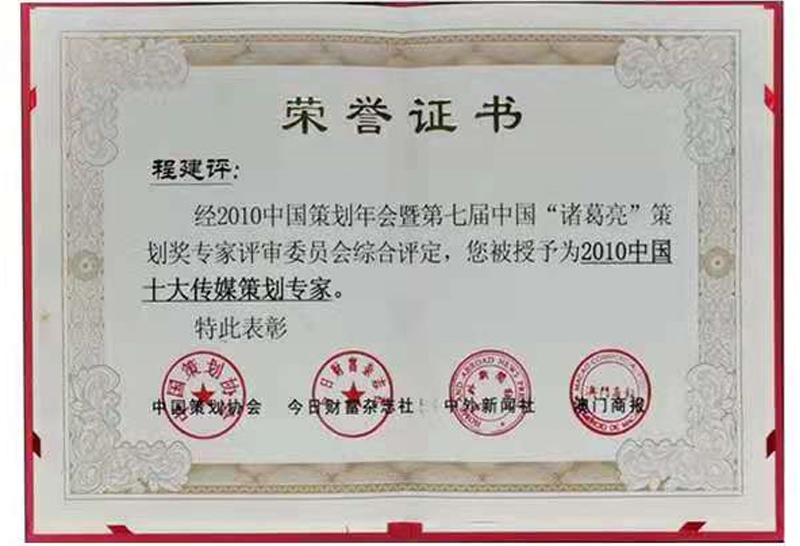 荣誉证书
程建评:
经2010中国策划年会暨第七届中国“诸葛亮”策
划奖专家评审委员会综合评定，您被授予为2010中国
十大传媒策划专家。
特此表彰
中国策划协会 今日财富杂志社 中外新闻社 澳门商报